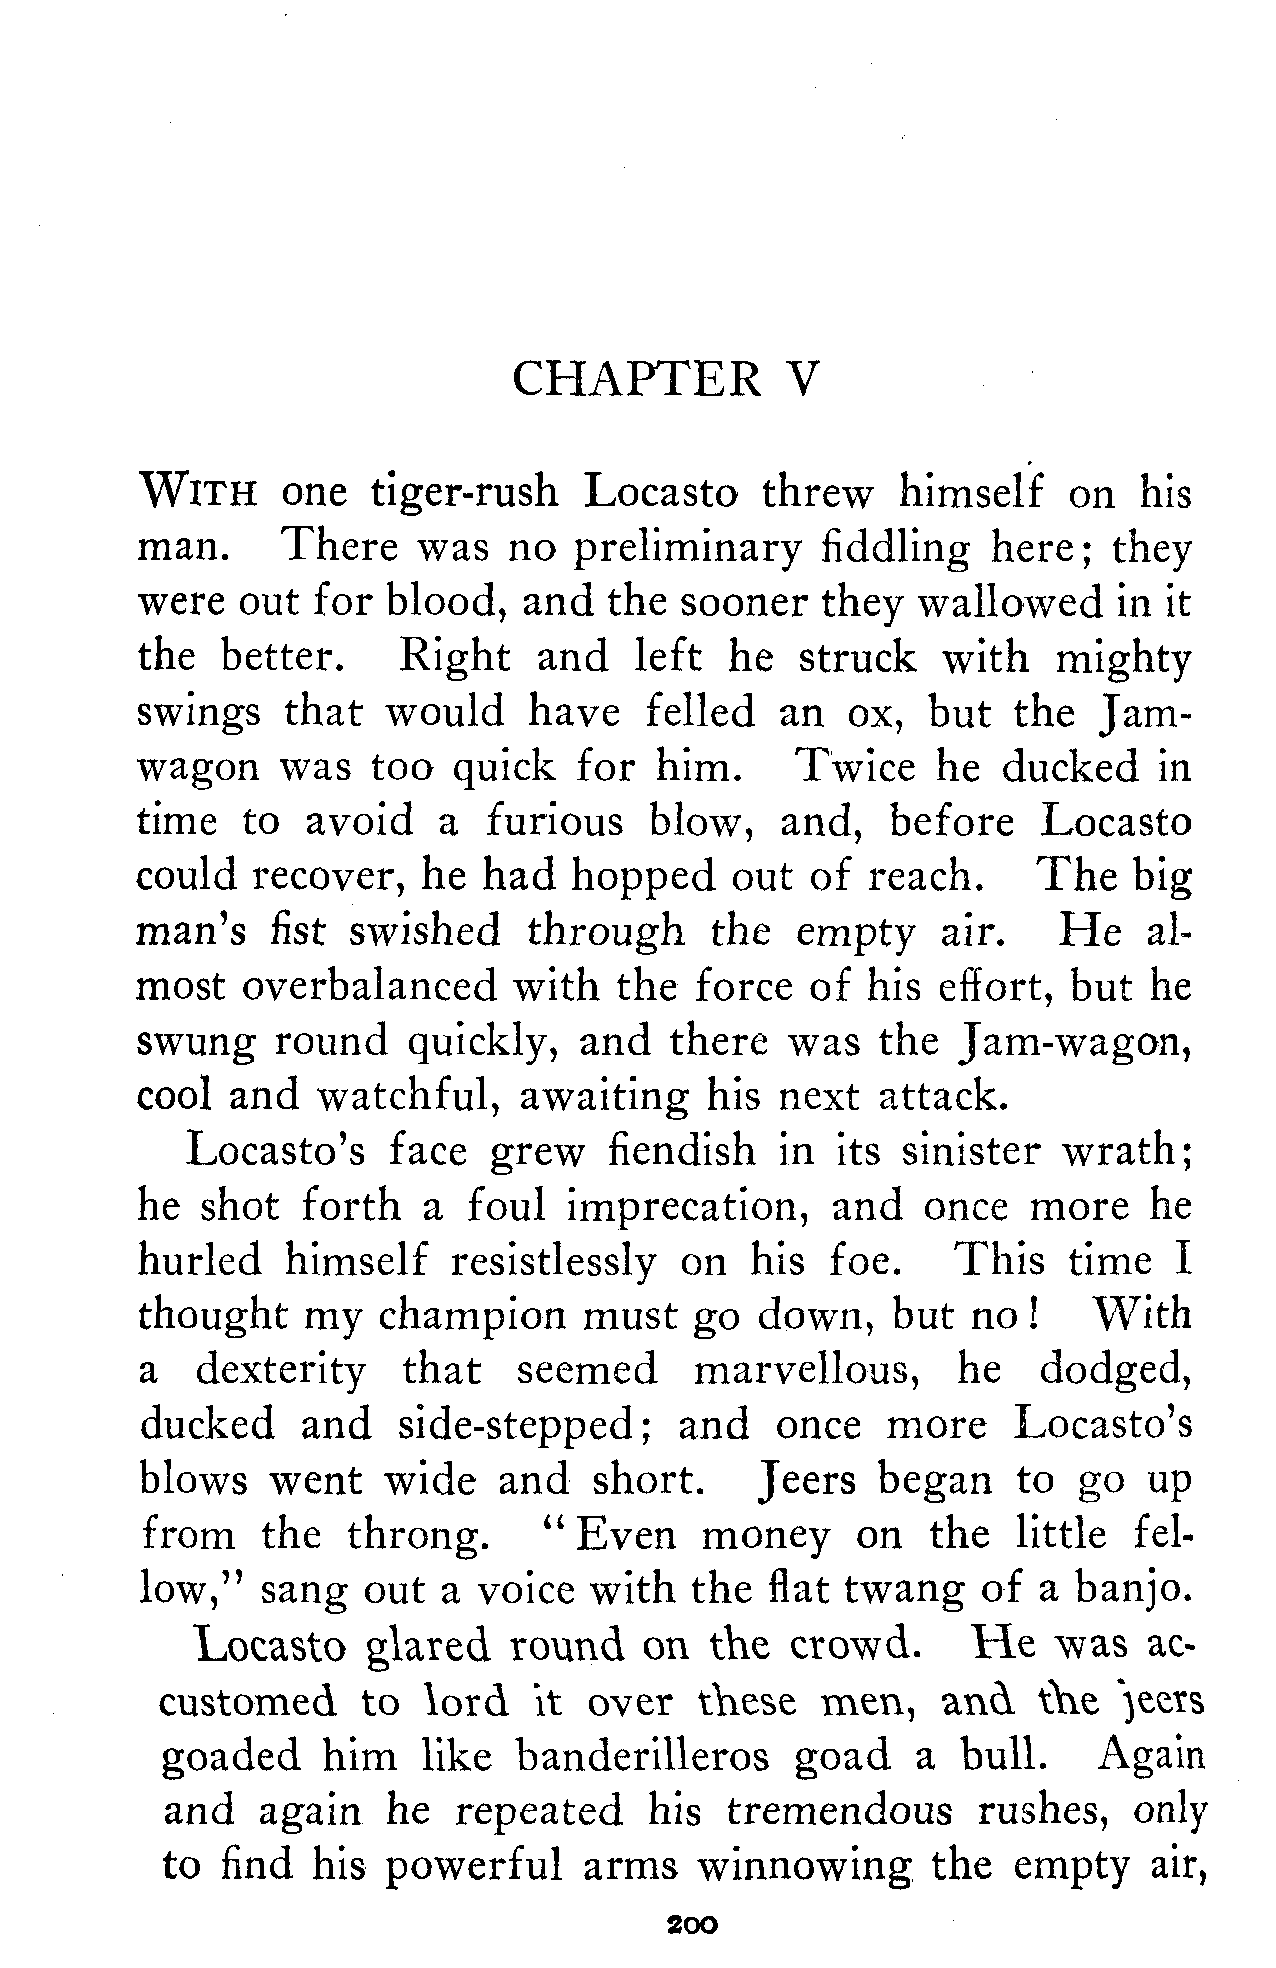 CHAPTER V
WITH one tiger-rush Locasto threw himself on his
man. There was no preliminary fiddling here; they
were out for blood, and the sooner they wallowed in it
the better. Right and left he struck with mighty
swings that would have felled an ox, but the Jam-
wagon was too quick for him. Twice he ducked in
time to avoid a furious blow, and, before Locasto
could recover, he had hopped out of reach. The big
man's fist swished through the empty air. He al-
most overbalanced with the force of his effort, but he
swung round quickly, and there was the Jam-wagon,
cool and watchful, awaiting his next attack.
Locasto's face grew fiendish in its sinister wrath;
he shot forth a foul imprecation, and once more he
hurled himself resistlessly on his foe. This time I
thought my champion must go down, but no! With
a dexterity that seemed marvellous, he dodged,
ducked and side-stepped; and once more Locasto's
blows went wide and short. Jeers began to go up
from the throng. "Even money on the little fel-
low," sang out a voice with the flat twang of a banjo.
Locasto glared round on the crowd. He was ac-
customed to lord it over these men, and the jeers
goaded him like banderilleros goad a bull. Again
and again he repeated his tremendous rushes, only
to find his powerful arms winnowing the empty air,
200